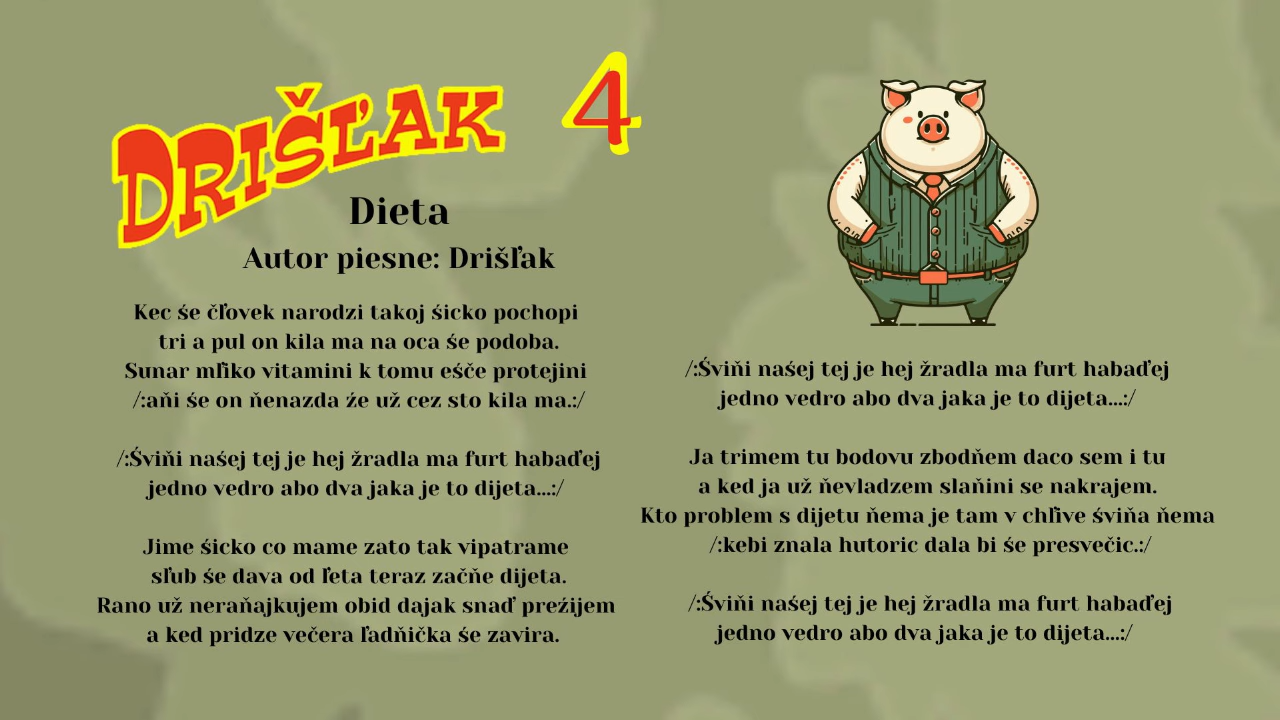 DRIŠĽAK 4
Dieta
Autor piesne: Drišľak
Kec śe čľovek narodzi takoj śicko pochopi
tri a pul on kila ma na oca śe podoba.
Sunar mľiko vitamini k tomu eśče protejini
/:aňi śe on ňenazda źe už cez sto kila ma.:/
/:Śviňi naśej tej je hej žradla ma furt habaďej
jedno vedro abo dva jaka je to dijeta...:/
Jime śicko co mame zato tak vipatrame
sľub śe dava od ľeta teraz začňe dijeta.
Rano už neraňajkujem obid dajak snaď preźijem
a ked pridze večera ľadňička śe zavira.
/:Śviňi naśej tej je hej žradla ma furt habaďej
jedno vedro abo dva jaka je to dijeta...:/
Ja trimem tu bodovu zbodňem daco sem i tu
a ked ja už ňevladzem slaňini se nakrajem.
Kto problem s dijetu ňema je tam v chľive śviňa ňema
/:kebi znala hutoric dala bi śe presvečic.:/
/:Śviňi naśej tej je hej žradla ma furt habaďej
jedno vedro abo dva jaka je to dijeta...:/